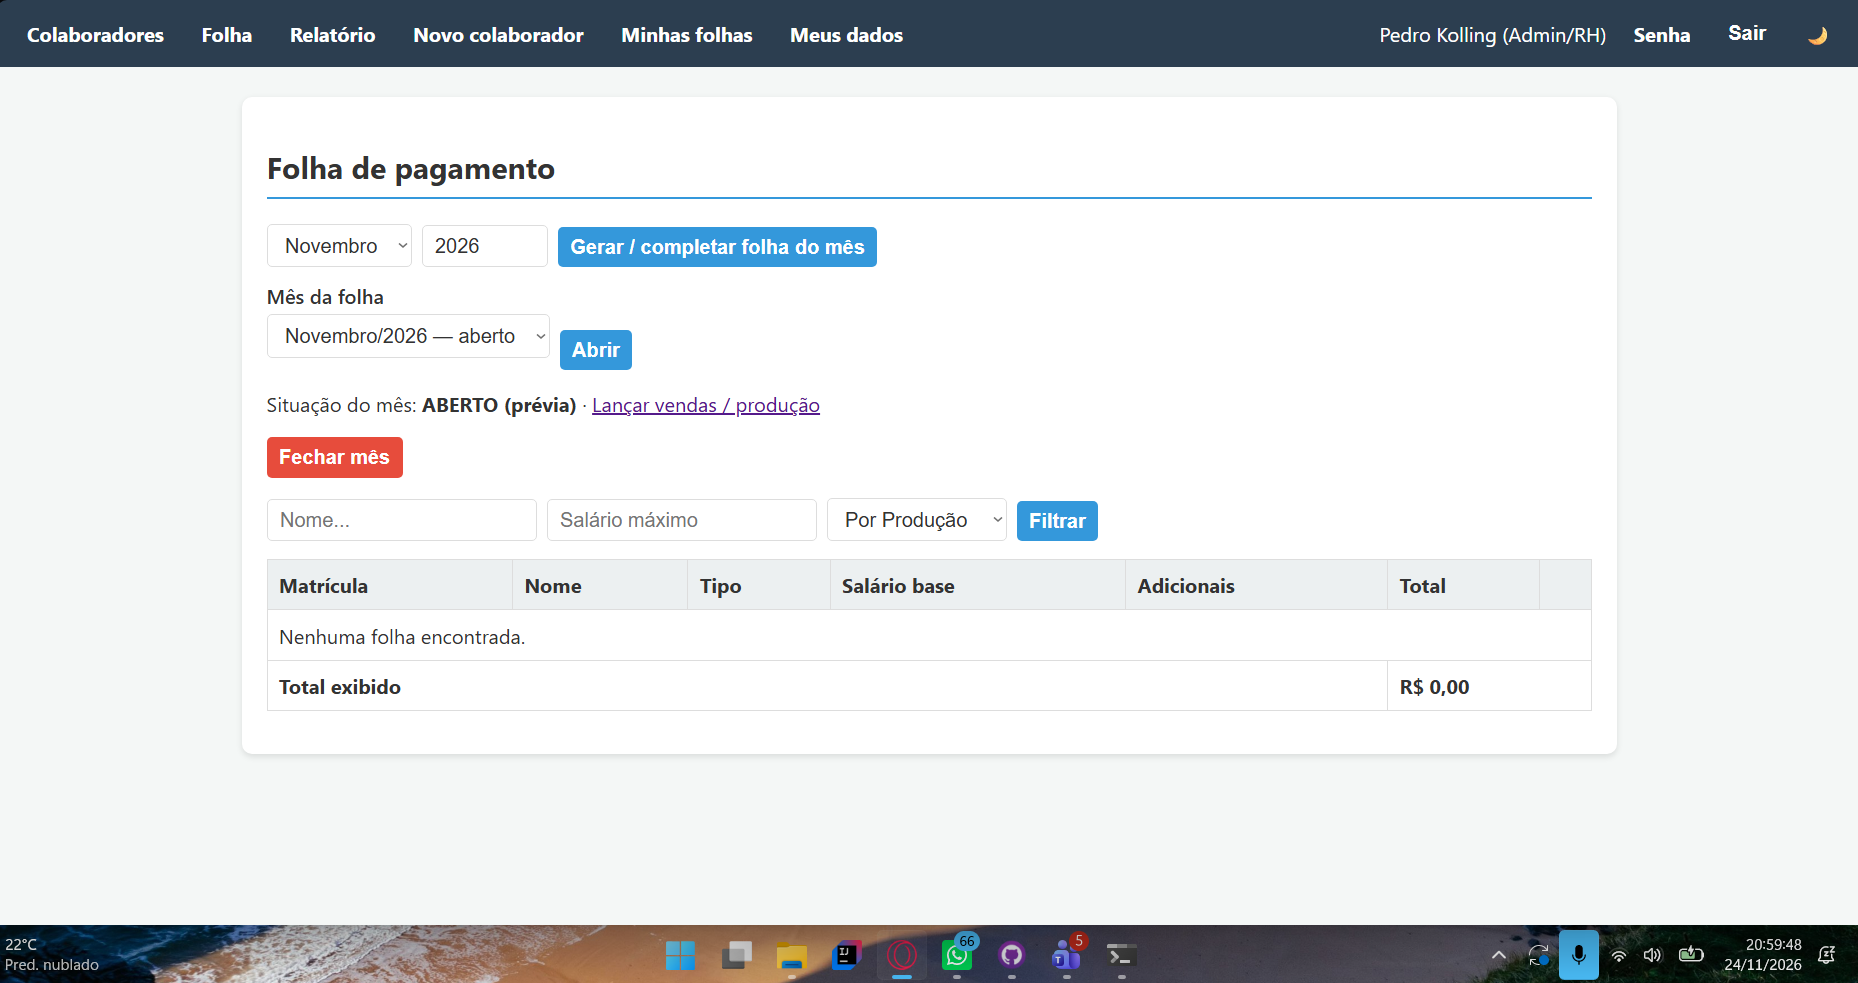 Colaboradores Folha Relatório Novo colaborador Minhas folhas Meus dados Pedro Kolling (Admin/RH) Senha Sair
Folha de pagamento
Novembro 2026 Gerar / completar folha do mês
Mês da folha
Novembro/2026 — aberto Abrir
Situação do mês: ABERTO (prévia) · Lançar vendas / produção
Fechar mês
Nome... Salário máximo Por Produção Filtrar
Matrícula Nome Tipo Salário base Adicionais Total
Nenhuma folha encontrada.
Total exibido R$ 0,00
22°C
Pred. nublado
IJ
66
T
5
20:59:48
24/11/2026